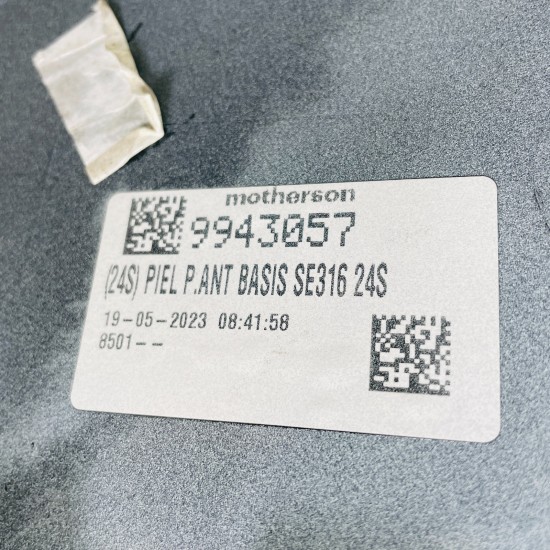 motherson
9943057
(24S) PIEL P.ANT BASIS SE316 24S
19-05-2023 08:41:58
8501--